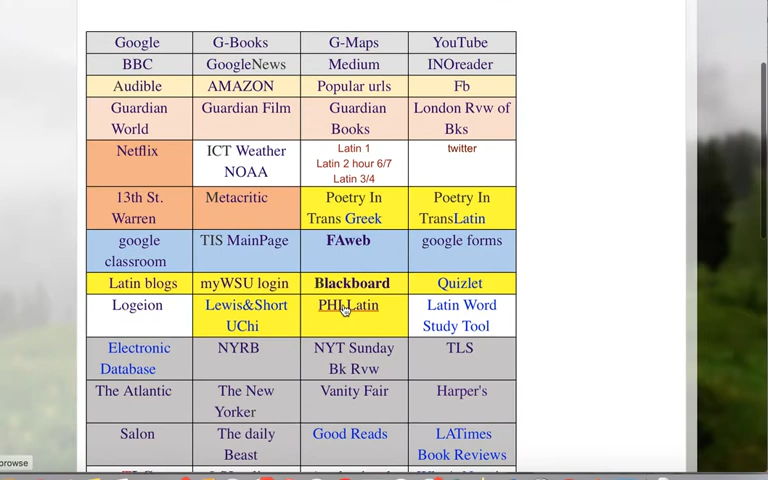 Google G-Books G-Maps YouTube
BBC GoogleNews Medium INOreader
Audible AMAZON Popular urls Fb
Guardian World Guardian Film Guardian Books London Rvw of Bks
Netflix ICT Weather NOAA Latin 1 Latin 2 hour 6/7 Latin 3/4 twitter
13th St. Warren Metacritic Poetry In Trans Greek Poetry In TransLatin
google classroom TIS MainPage FAweb google forms
Latin blogs myWSU login Blackboard Quizlet
Logeion Lewis&Short UChi PHI Latin Latin Word Study Tool
Electronic Database NYRB NYT Sunday Bk Rvw TLS
The Atlantic The New Yorker Vanity Fair Harper's
Salon The daily Beast Good Reads LATimes Book Reviews
prowse